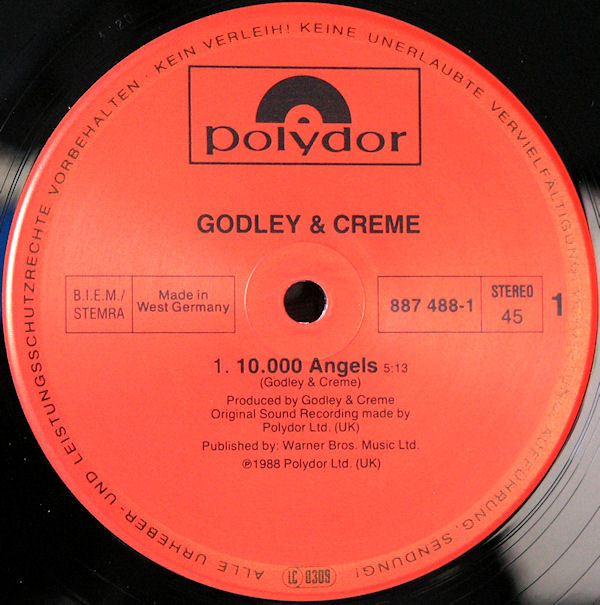 ALLE URHEBER- UND LEISTUNGSSCHUTZRECHTE VORBEHALTEN · KEIN VERLEIH! KEINE UNERLAUBTE VERVIELFÄLTIGUNG, AUFFÜHRUNG, SENDUNG!
polydor
GODLEY & CREME
B.I.E.M./
STEMRA
Made in
West Germany
887 488-1
STEREO
45
1
1. 10.000 Angels 5:13
(Godley & Creme)
Produced by Godley & Creme
Original Sound Recording made by
Polydor Ltd. (UK)
Published by: Warner Bros. Music Ltd.
℗1988 Polydor Ltd. (UK)
LC 0309